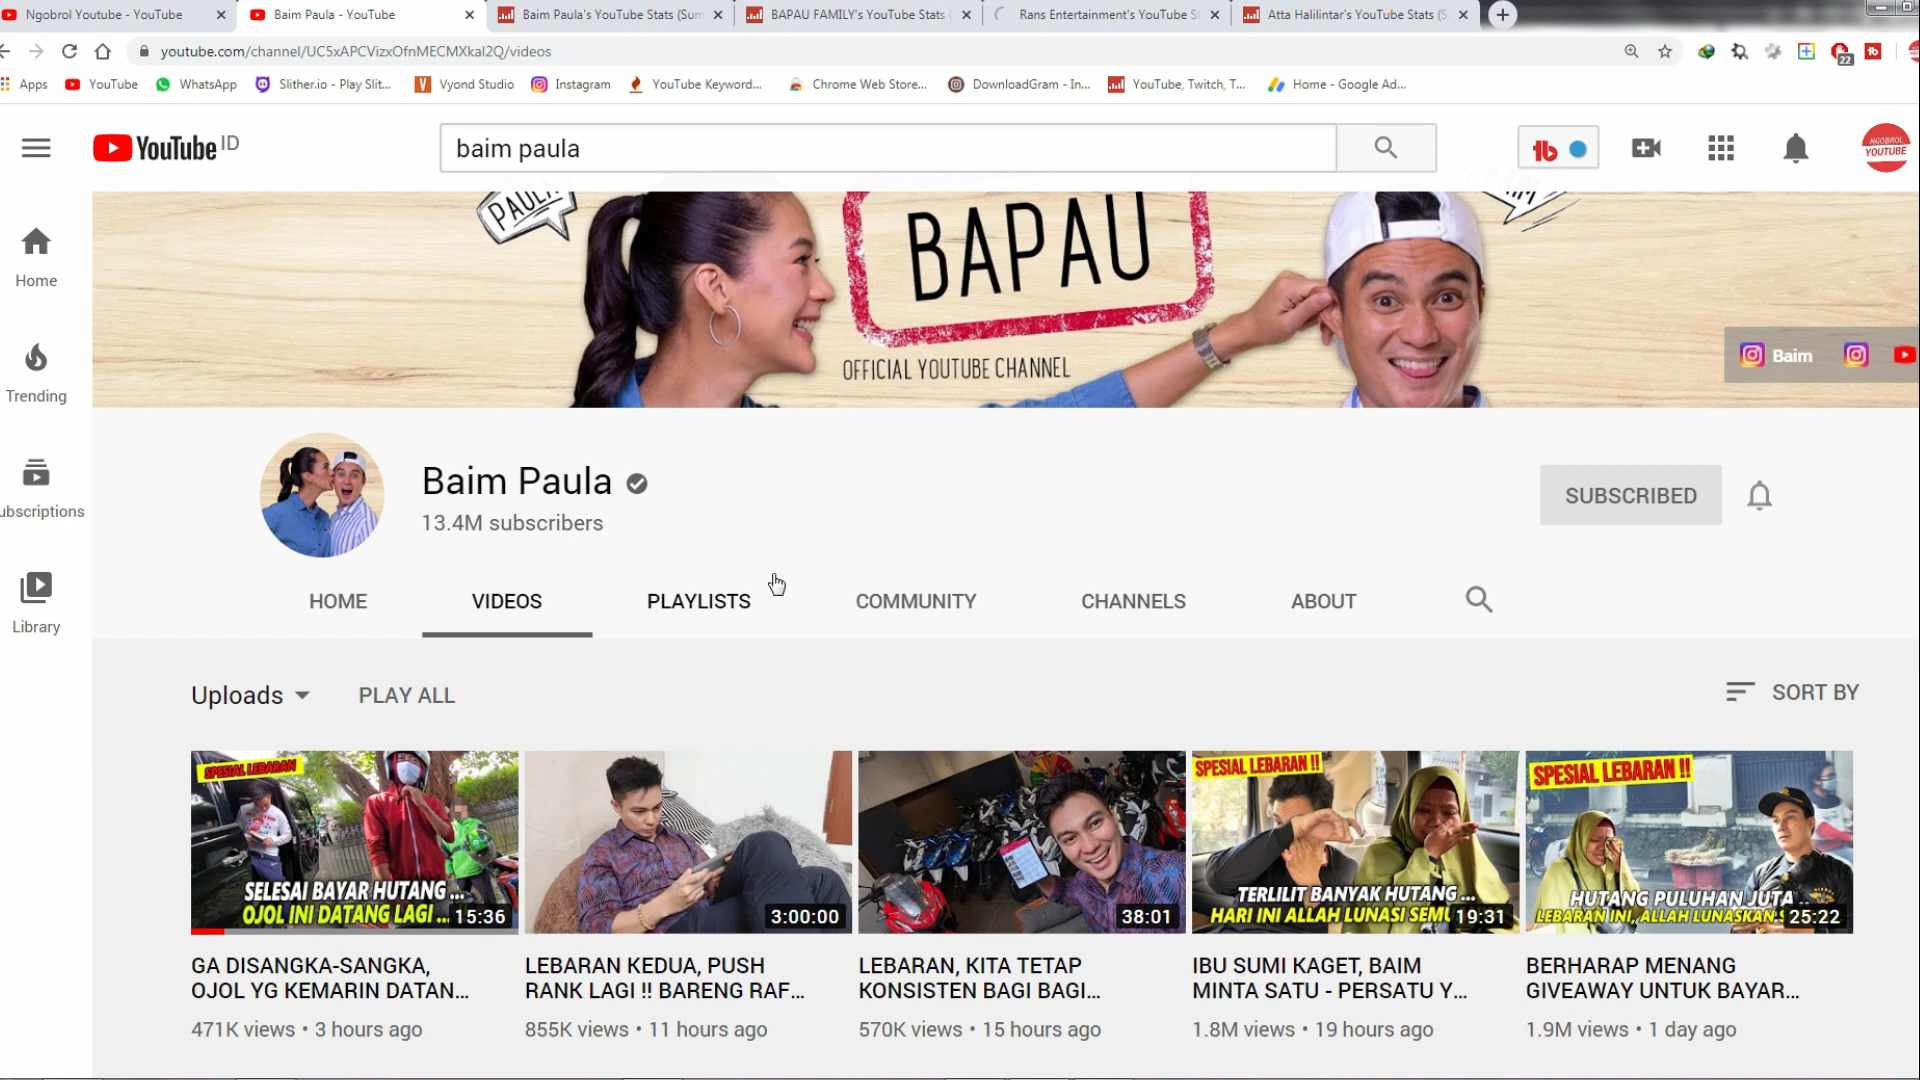 Ngobrol Youtube - YouTube
Baim Paula - YouTube
Baim Paula's YouTube Stats (Sum
BAPAU FAMILY's YouTube Stats (
Rans Entertainment's YouTube S
Atta Halilintar's YouTube Stats (S
youtube.com/channel/UC5xAPCVizxOfnMECMXkal2Q/videos
22
Apps
YouTube
WhatsApp
Slither.io - Play Slit...
Vyond Studio
Instagram
YouTube Keyword...
Chrome Web Store...
DownloadGram - In...
YouTube, Twitch, T...
Home - Google Ad...
YouTube ID
baim paula
NGOBROL
YOUTUBE
PAULA
BAPAU
OFFICIAL YOUTUBE CHANNEL
Baim
Home
Trending
ubscriptions
Library
Baim Paula
13.4M subscribers
SUBSCRIBED
HOME
VIDEOS
PLAYLISTS
COMMUNITY
CHANNELS
ABOUT
Uploads
PLAY ALL
SORT BY
SPESIAL LEBARAN
SELESAI BAYAR HUTANG ...
OJOL INI DATANG LAGI ...
15:36
3:00:00
38:01
SPESIAL LEBARAN !!
TERLILIT BANYAK HUTANG ...
HARI INI ALLAH LUNASI SEMU
19:31
SPESIAL LEBARAN !!
HUTANG PULUHAN JUTA ..
LEBARAN INI, ALLAH LUNASKAN
25:22
GA DISANGKA-SANGKA,
OJOL YG KEMARIN DATAN...
471K views • 3 hours ago
LEBARAN KEDUA, PUSH
RANK LAGI !! BARENG RAF...
855K views • 11 hours ago
LEBARAN, KITA TETAP
KONSISTEN BAGI BAGI...
570K views • 15 hours ago
IBU SUMI KAGET, BAIM
MINTA SATU - PERSATU Y...
1.8M views • 19 hours ago
BERHARAP MENANG
GIVEAWAY UNTUK BAYAR...
1.9M views • 1 day ago